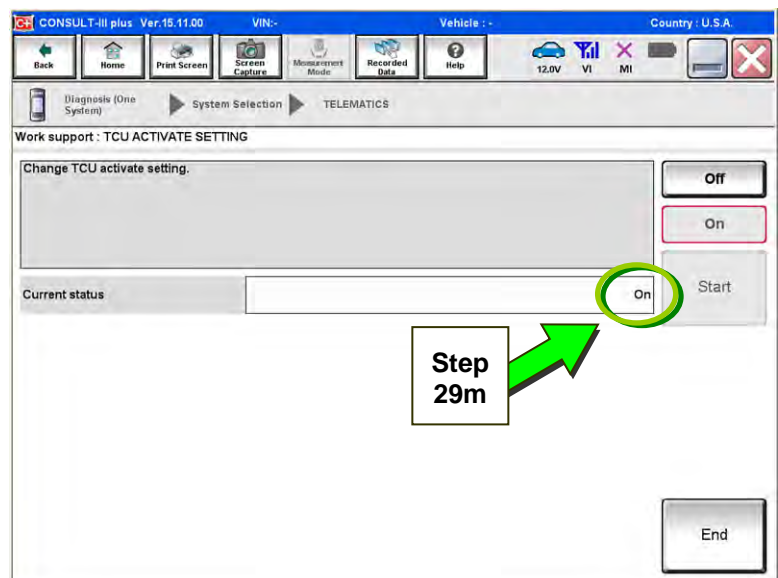 CONSULT-III plus Ver.15.11.00 VIN:- Vehicle : - Country : U.S.A.
Back Home Print Screen Screen Capture Measurement Mode Recorded Data Help 12.0V VI MI
Diagnosis (One System) System Selection TELEMATICS
Work support : TCU ACTIVATE SETTING
Change TCU activate setting.
Off
On
Current status On Start
Step
29m
End